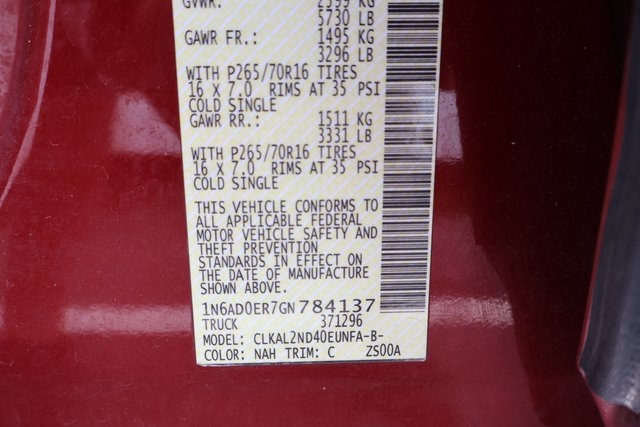 GVWR: 2599 KG
5730 LB
GAWR FR.: 1495 KG
3296 LB
WITH P265/70R16 TIRES
16 X 7.0 RIMS AT 35 PSI
COLD SINGLE
GAWR RR.: 1511 KG
3331 LB
WITH P265/70R16 TIRES
16 X 7.0 RIMS AT 35 PSI
COLD SINGLE
THIS VEHICLE CONFORMS TO
ALL APPLICABLE FEDERAL
MOTOR VEHICLE SAFETY AND
THEFT PREVENTION
STANDARDS IN EFFECT ON
THE DATE OF MANUFACTURE
SHOWN ABOVE.
1N6AD0ER7GN784137
TRUCK 371296
MODEL: CLKAL2ND40EUNFA-B-
COLOR: NAH TRIM: C ZS00A